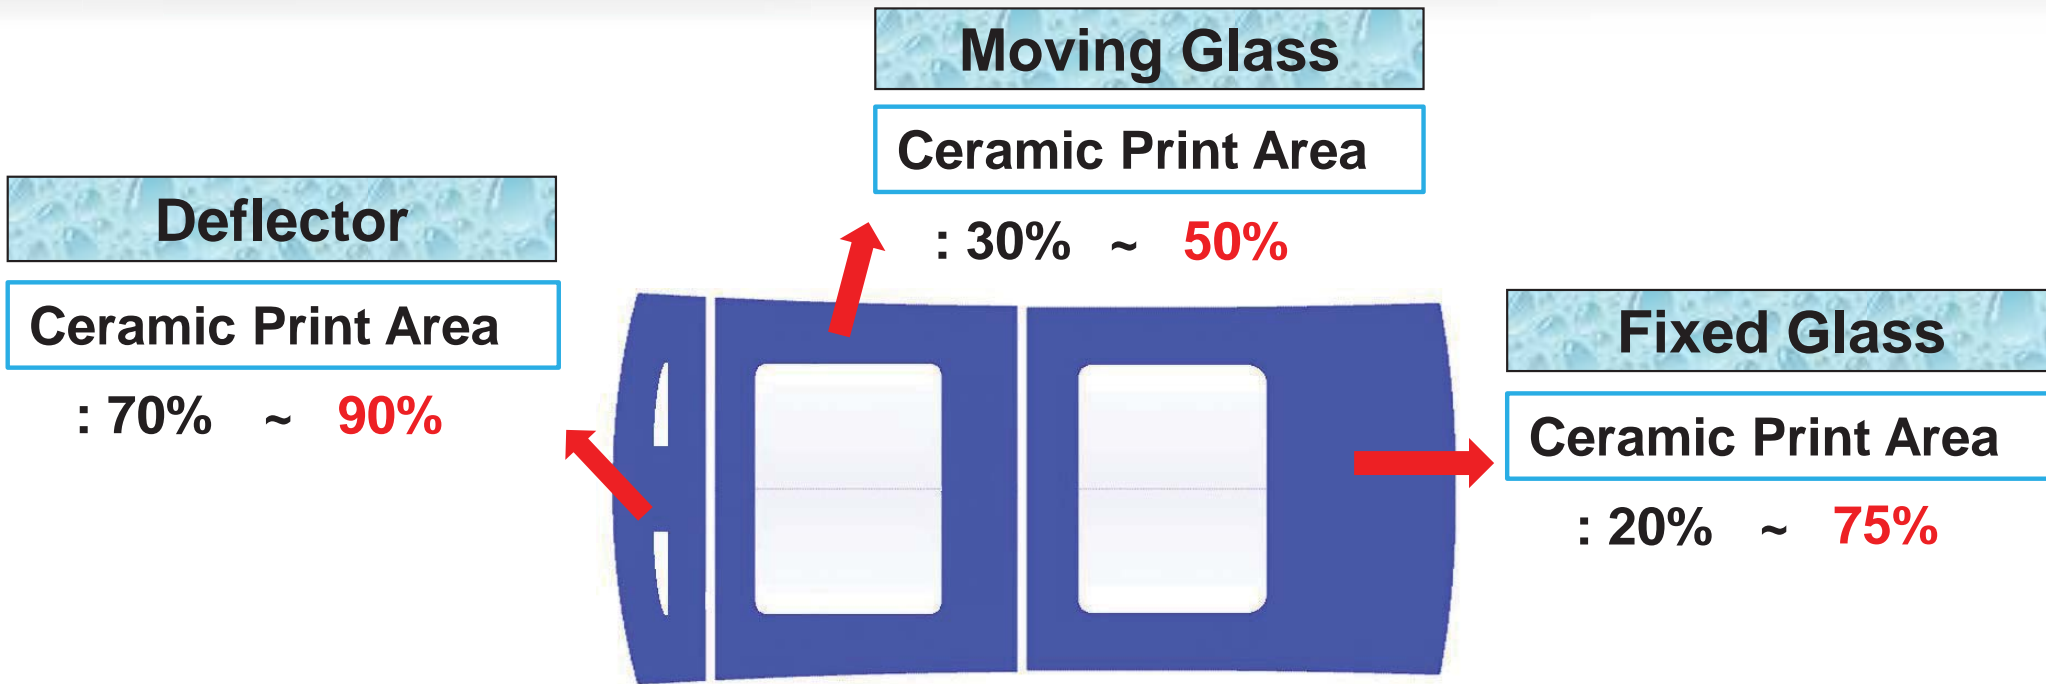 Moving Glass
Ceramic Print Area
: 30% ~ 50%
Deflector
Ceramic Print Area
: 70% ~ 90%
Fixed Glass
Ceramic Print Area
: 20% ~ 75%